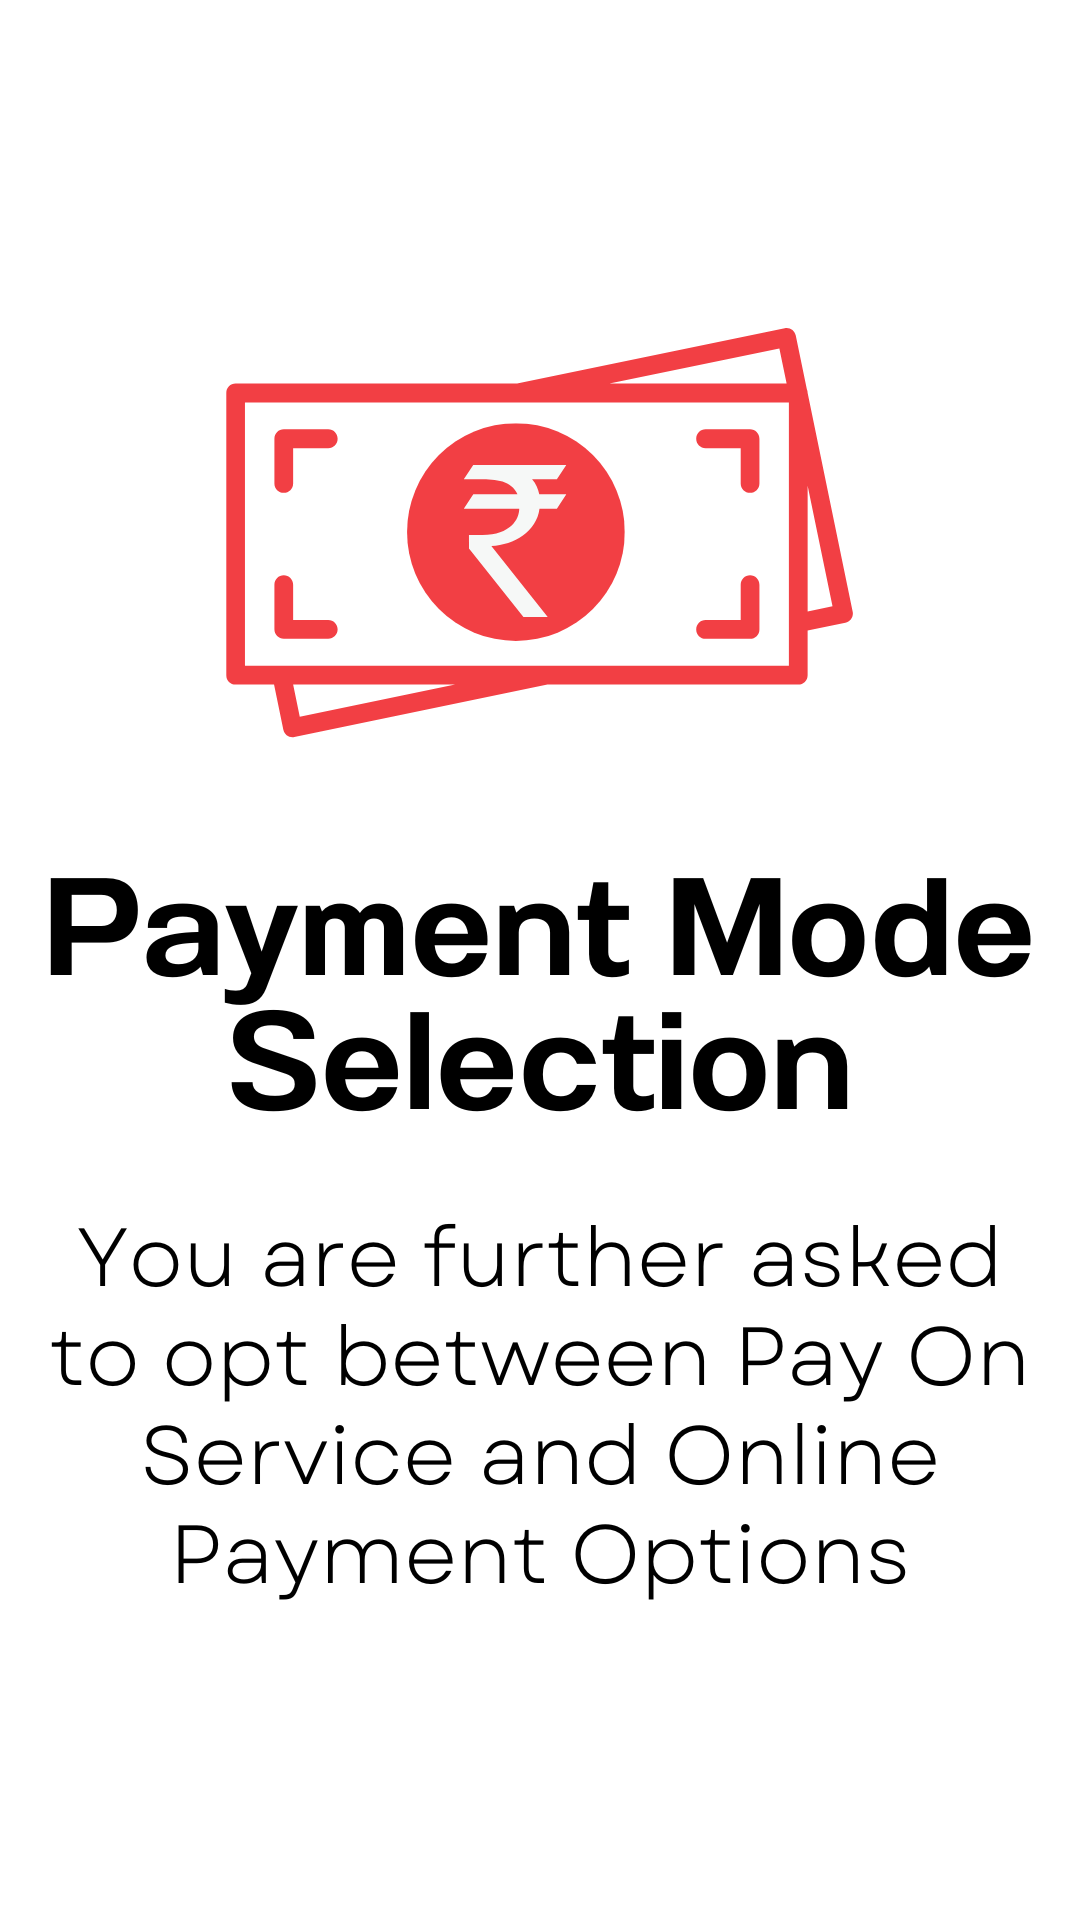 ₹
Payment Mode
Selection
You are further asked
to opt between Pay On
Service and Online
Payment Options